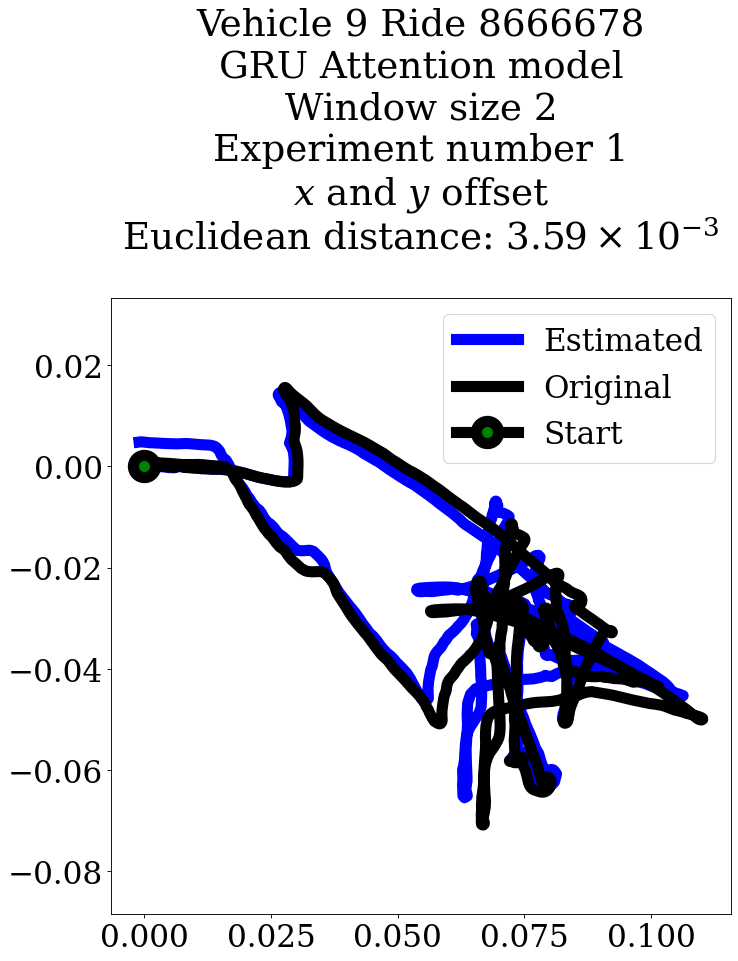 Vehicle 9 Ride 8666678
GRU Attention model
Window size 2
Experiment number 1
x and y offset
Euclidean distance: 3.59 × 10⁻³
Estimated
Original
Start
0.02
0.00
−0.02
−0.04
−0.06
−0.08
0.000 0.025 0.050 0.075 0.100